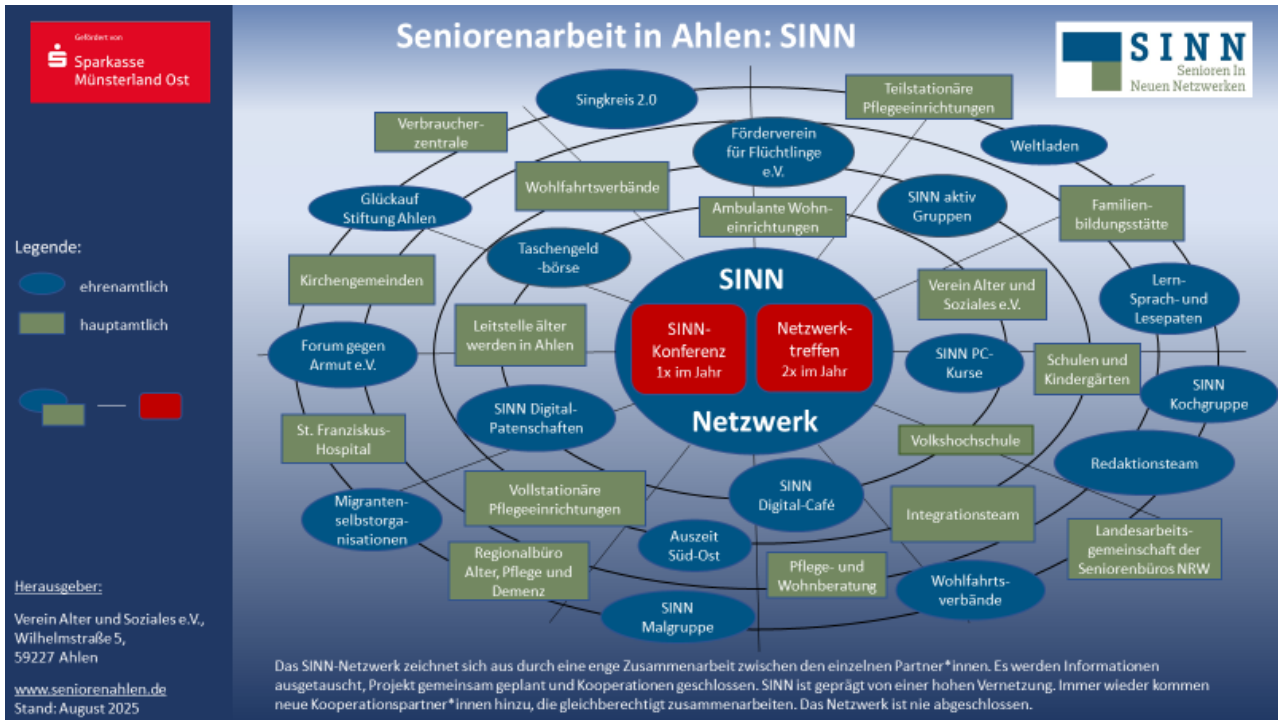 Gefördert von
Sparkasse
Münsterland Ost
Seniorenarbeit in Ahlen: SINN
SINN
Senioren In
Neuen Netzwerken
Legende:
ehrenamtlich
hauptamtlich
Singkreis 2.0
Teilstationäre
Pflegeeinrichtungen
Verbraucher-
zentrale
Förderverein
für Flüchtlinge
e.V.
Weltladen
Wohlfahrtsverbände
Glückauf
Stiftung Ahlen
Ambulante Wohn-
einrichtungen
SINN aktiv
Gruppen
Familien-
bildungsstätte
Taschengeld
-börse
Kirchengemeinden
SINN
Verein Alter und
Soziales e.V.
Lern-
Sprach- und
Lesepaten
Leitstelle älter
werden in Ahlen
SINN-
Konferenz
1x im Jahr
Netzwerk-
treffen
2x im Jahr
Forum gegen
Armut e.V.
SINN PC-
Kurse
Schulen und
Kindergärten
SINN
Kochgruppe
SINN Digital-
Patenschaften
Netzwerk
St. Franziskus-
Hospital
Volkshochschule
Redaktionsteam
Migranten-
selbstorga-
nisationen
Vollstationäre
Pflegeeinrichtungen
SINN
Digital-Café
Integrationsteam
Auszeit
Süd-Ost
Landesarbeits-
gemeinschaft der
Seniorenbüros NRW
Regionalbüro
Alter, Pflege und
Demenz
Pflege- und
Wohnberatung
Wohlfahrts-
verbände
SINN
Malgruppe
Herausgeber:
Verein Alter und Soziales e.V.,
Wilhelmstraße 5,
59227 Ahlen
www.seniorenahlen.de
Stand: August 2025
Das SINN-Netzwerk zeichnet sich aus durch eine enge Zusammenarbeit zwischen den einzelnen Partner*innen. Es werden Informationen
ausgetauscht, Projekt gemeinsam geplant und Kooperationen geschlossen. SINN ist geprägt von einer hohen Vernetzung. Immer wieder kommen
neue Kooperationspartner*innen hinzu, die gleichberechtigt zusammenarbeiten. Das Netzwerk ist nie abgeschlossen.